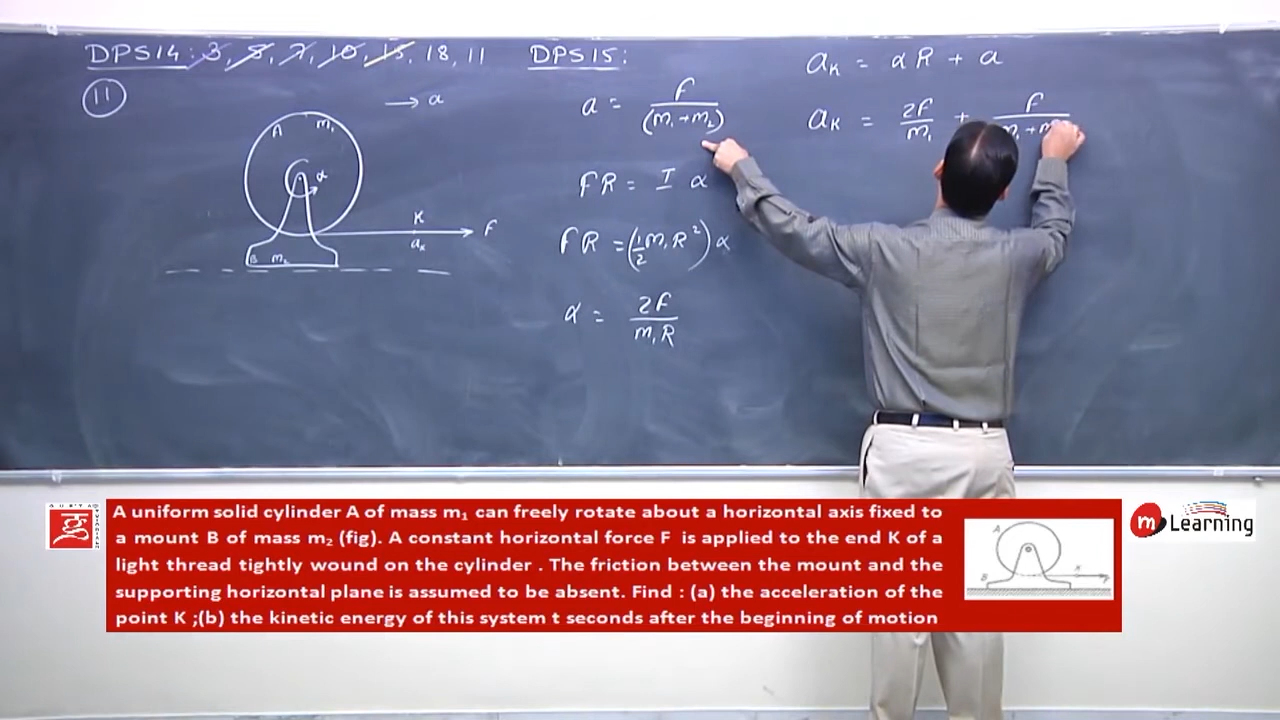 DPS14: 3, 8, 7, 10, 15, 18, 11
DPS15:
11
→ a
A
m₁
α
K
F
aₖ
B
m₂
a = F/(m₁+m₂)
FR = I α
FR = (½ m₁R²) α
α = 2F/m₁R
aₖ = αR + a
aₖ = 2F/m₁ + F/m₁+m
A uniform solid cylinder A of mass m₁ can freely rotate about a horizontal axis fixed to
a mount B of mass m₂ (fig). A constant horizontal force F is applied to the end K of a
light thread tightly wound on the cylinder . The friction between the mount and the
supporting horizontal plane is assumed to be absent. Find : (a) the acceleration of the
point K ;(b) the kinetic energy of this system t seconds after the beginning of motion
A
B
K
F
ग
m Learning